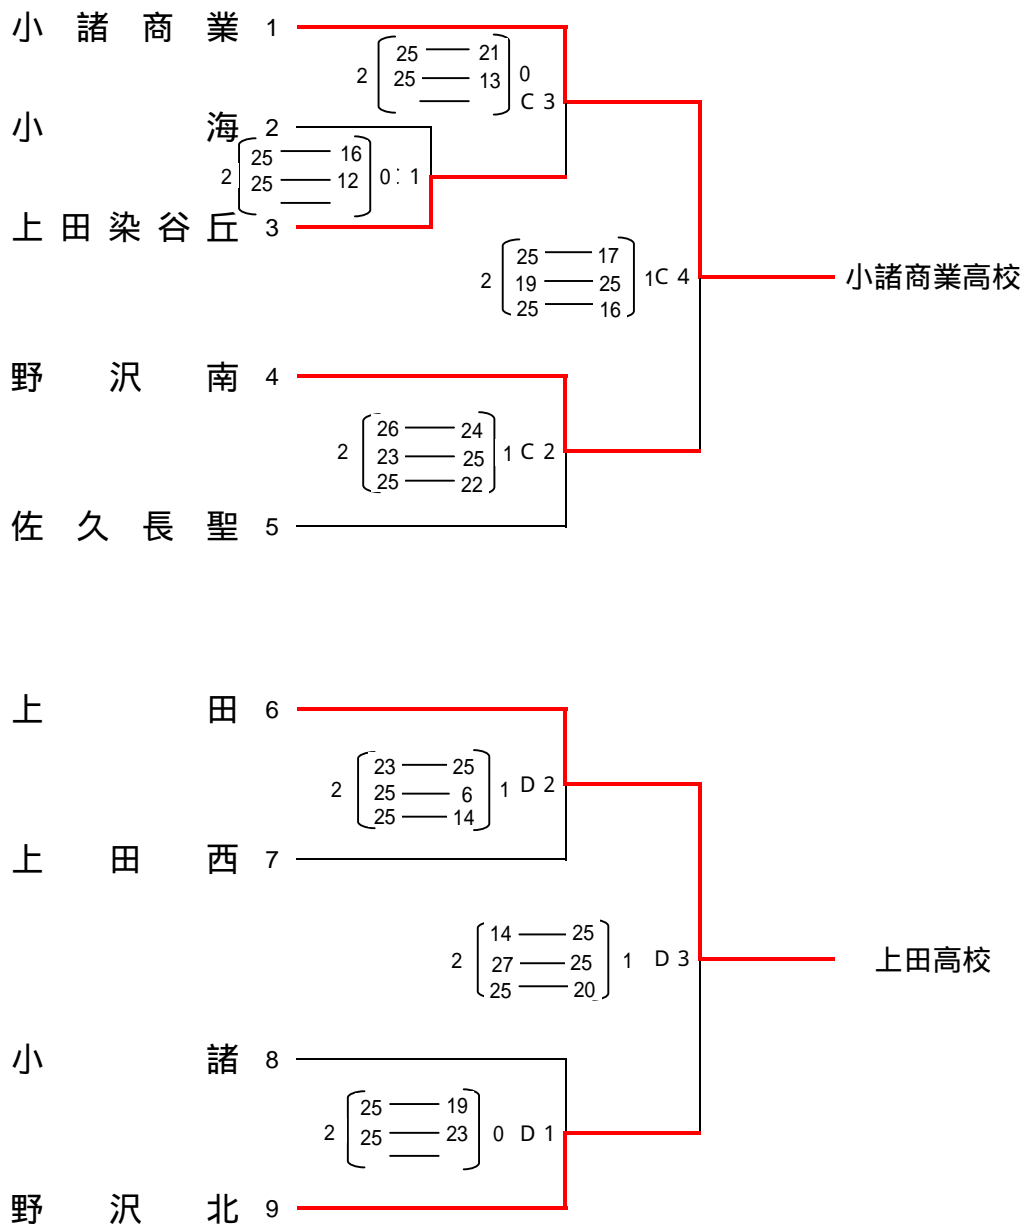 小諸商業 1
25 21
2 25 13 0
C 3
小海 2
25 16
2 25 12 0 : 1
上田染谷丘 3
25 17
2 19 25 1 C 4
25 16
小諸商業高校
野沢南 4
26 24
2 23 25 1 C 2
25 22
佐久長聖 5
上田 6
23 25
2 25 6 1 D 2
25 14
上田西 7
14 25
2 27 25 1 D 3
25 20
上田高校
小諸 8
25 19
2 25 23 0 D 1
野沢北 9